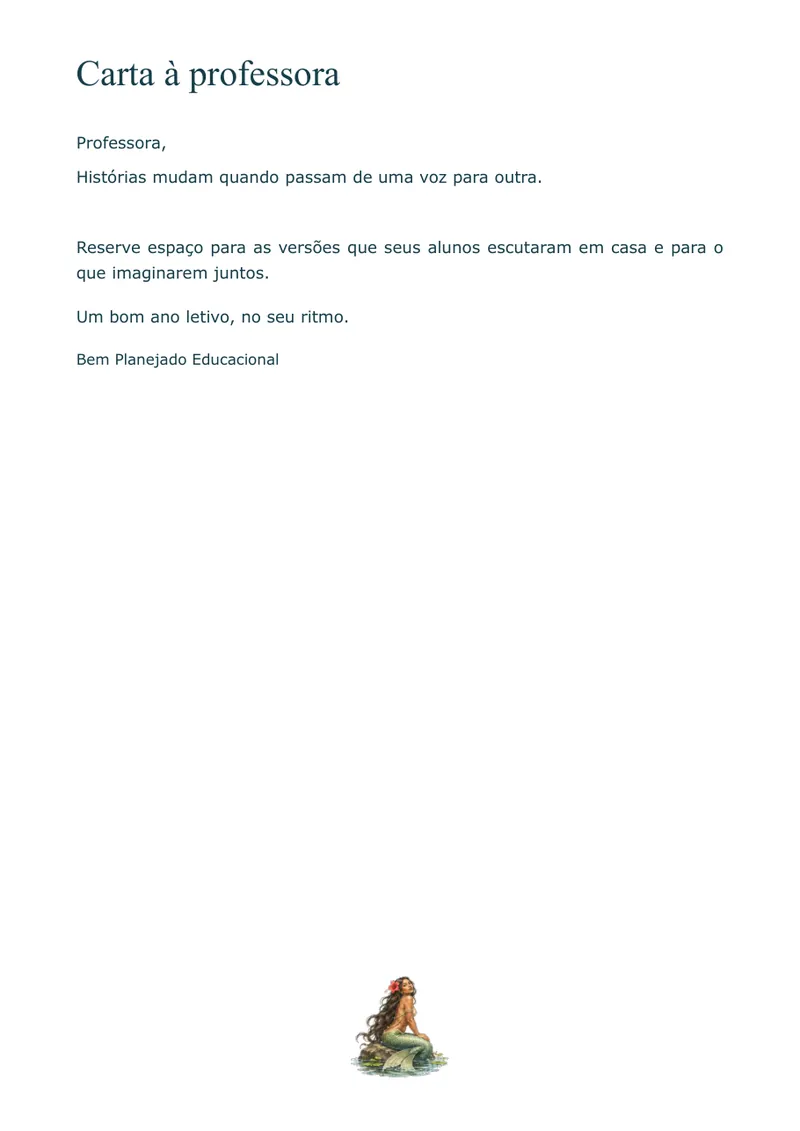 Carta à professora
Professora,
Histórias mudam quando passam de uma voz para outra.
Reserve espaço para as versões que seus alunos escutaram em casa e para o
que imaginarem juntos.
Um bom ano letivo, no seu ritmo.
Bem Planejado Educacional